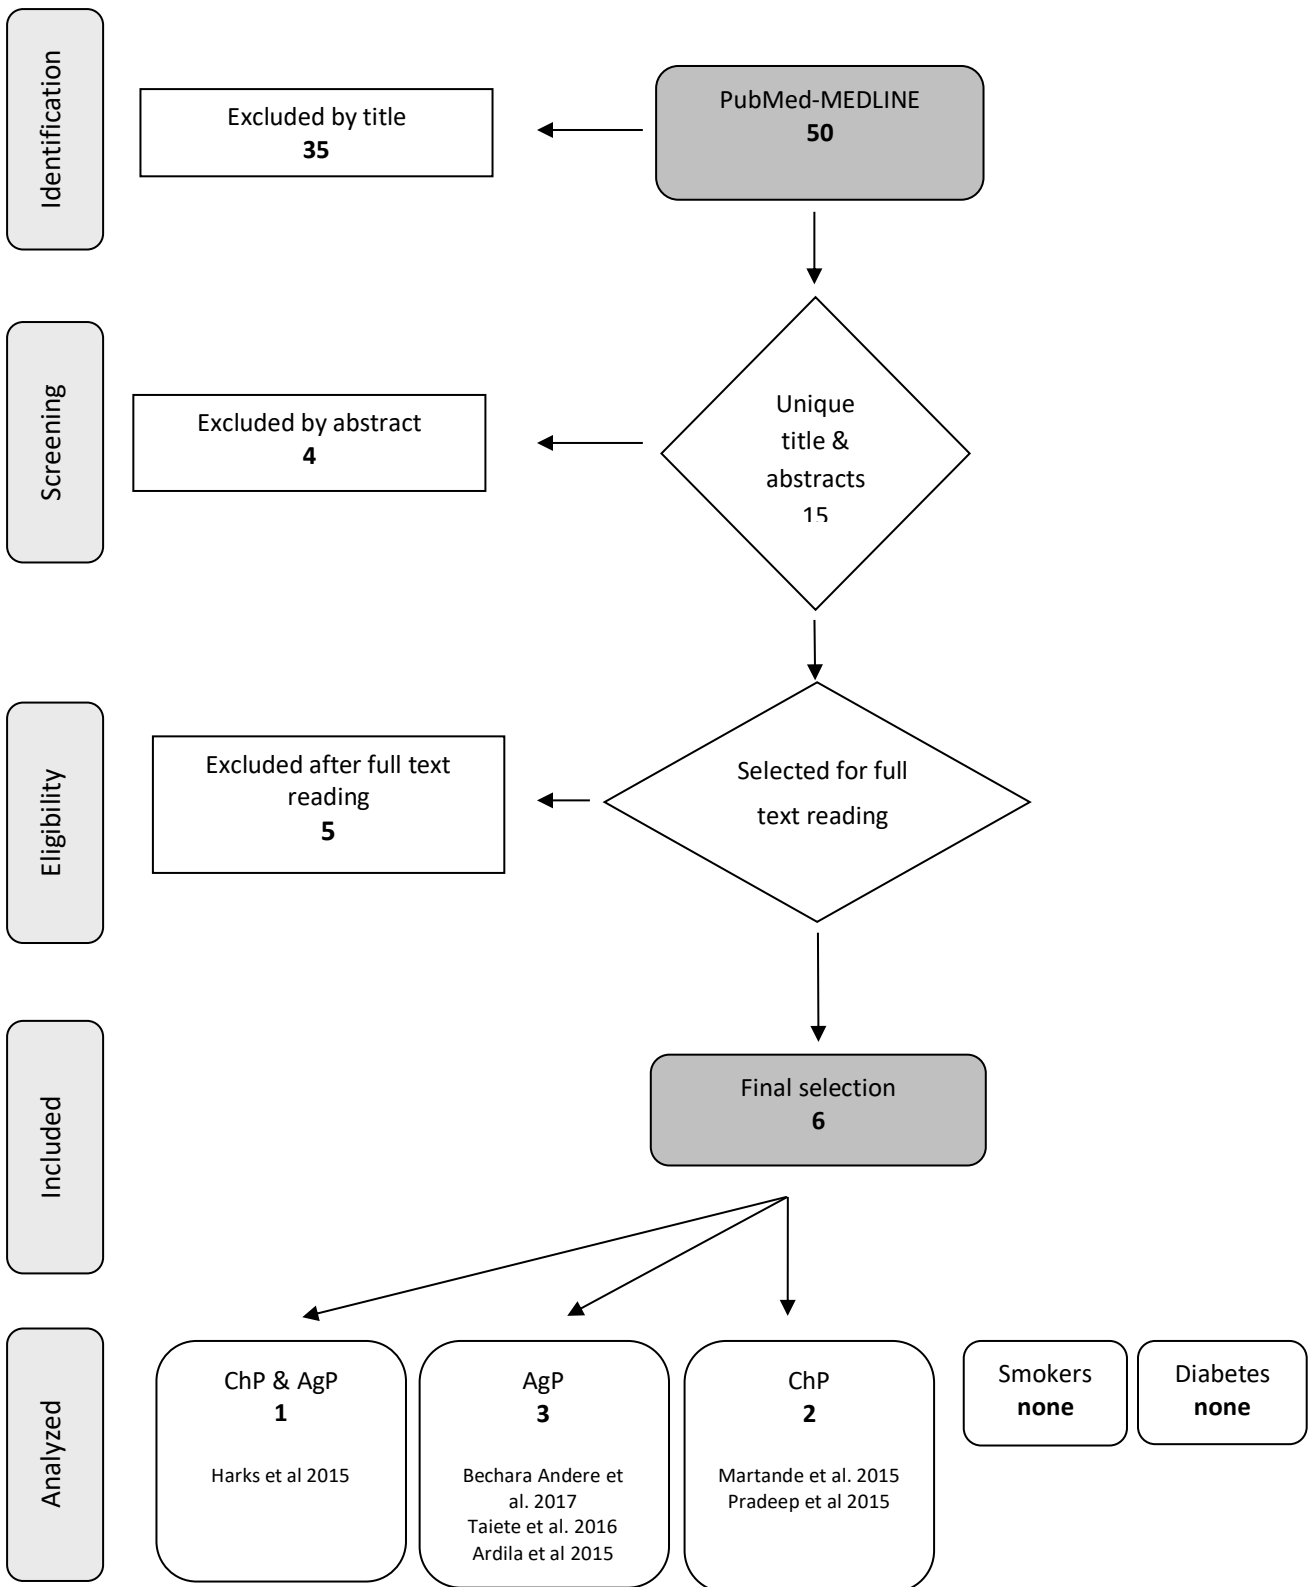 Identification
Excluded by title
35
PubMed-MEDLINE
50
Screening
Excluded by abstract
4
Unique
title &
abstracts
15
Eligibility
Excluded after full text
reading
5
Selected for full
text reading
Included
Final selection
6
Analyzed
ChP & AgP
1
Harks et al 2015
AgP
3
Bechara Andere et
al. 2017
Taiete et al. 2016
Ardila et al 2015
ChP
2
Martande et al. 2015
Pradeep et al 2015
Smokers
none
Diabetes
none